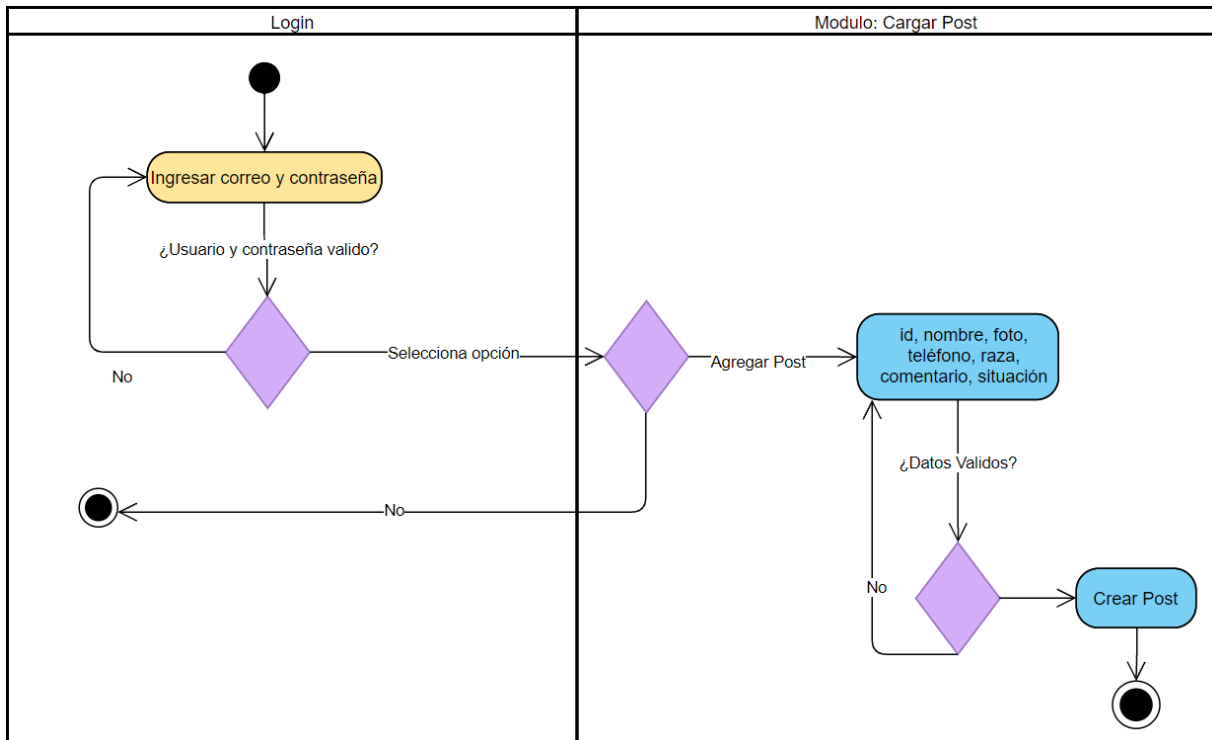 Login
Modulo: Cargar Post
Ingresar correo y contraseña
¿Usuario y contraseña valido?
No
Selecciona opción
Agregar Post
id, nombre, foto,
teléfono, raza,
comentario, situación
¿Datos Validos?
No
No
Crear Post